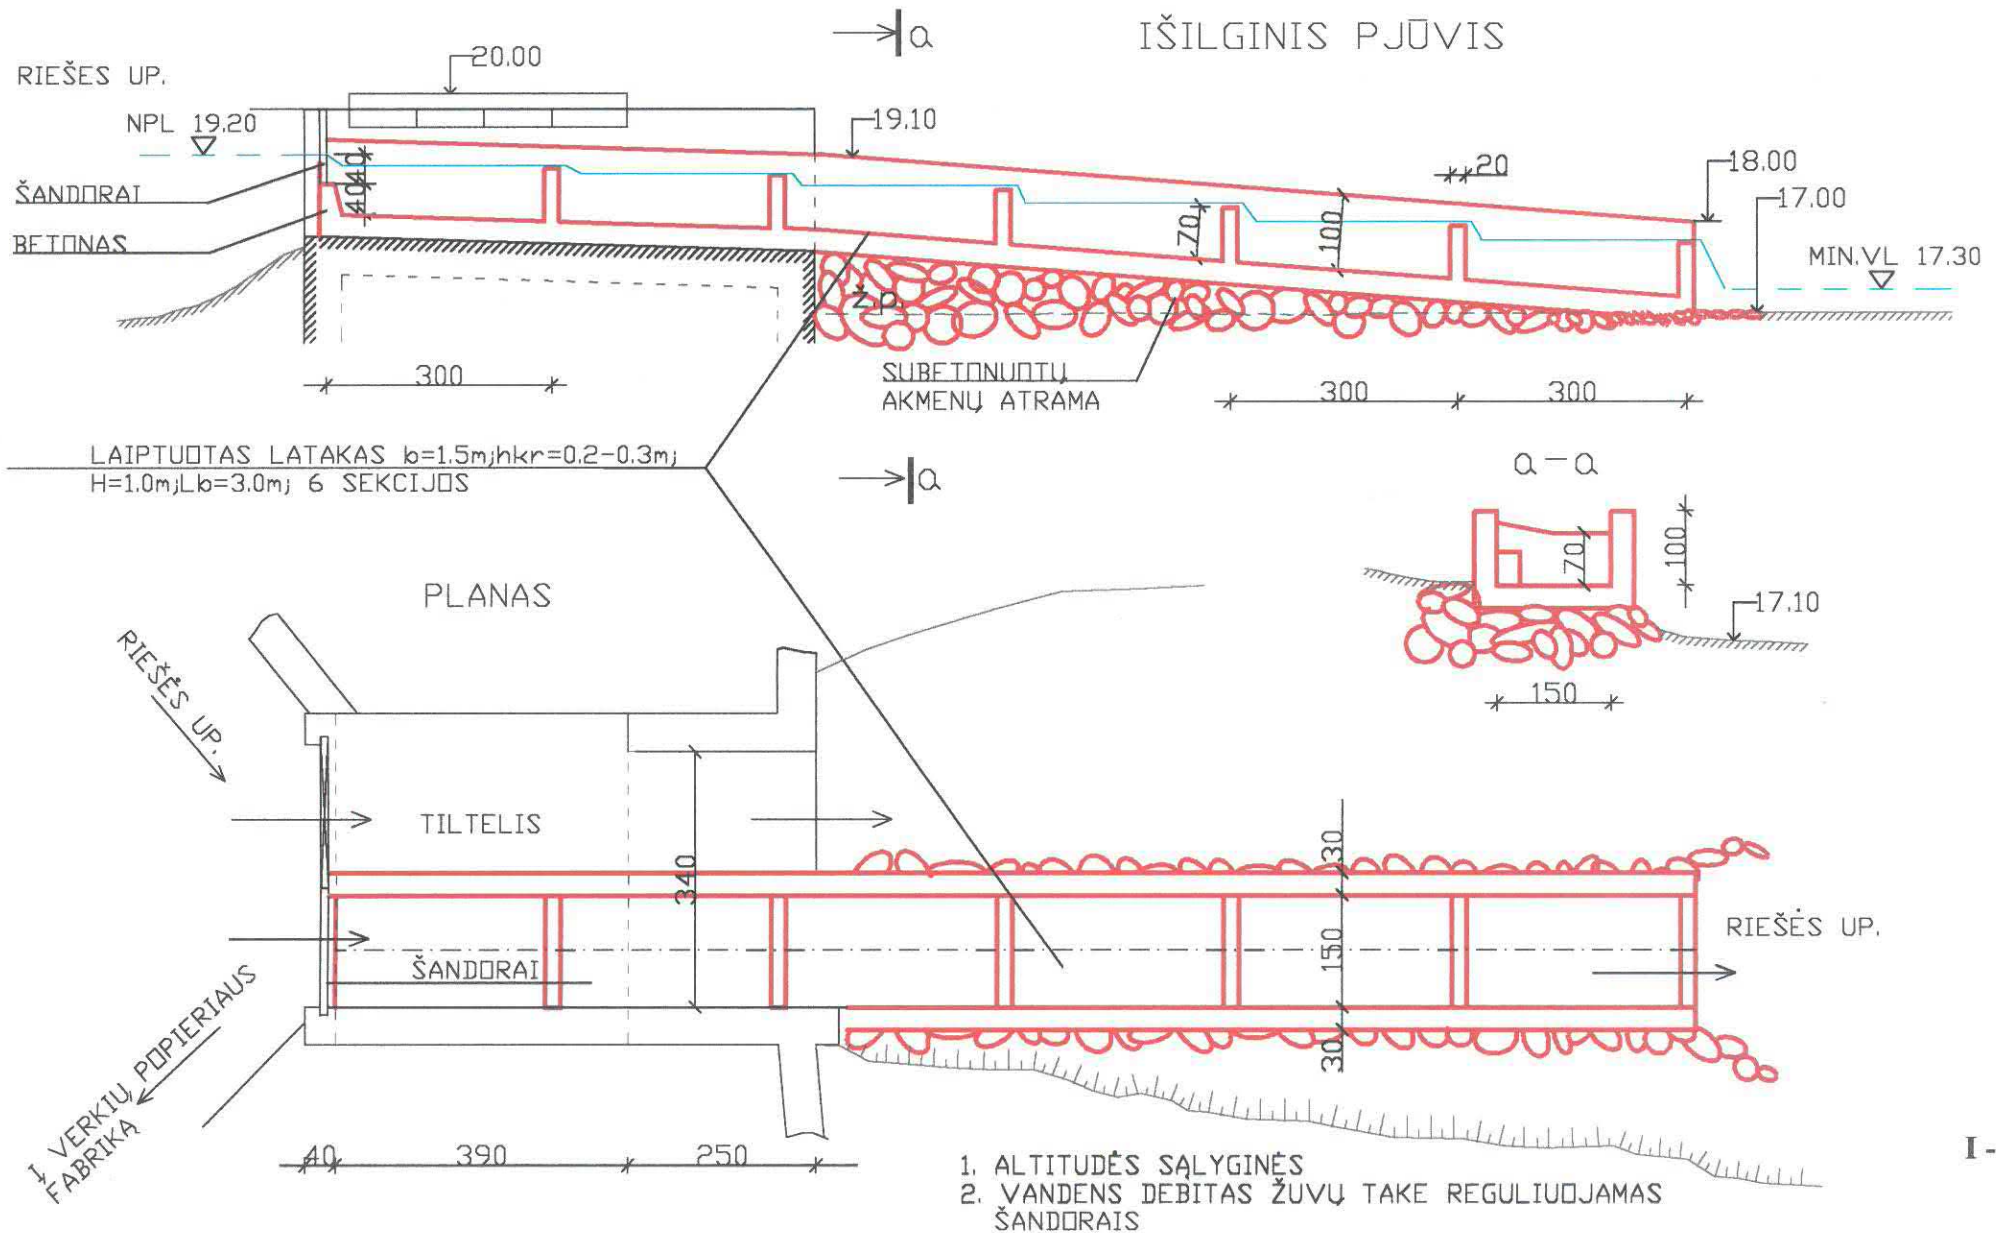 IŠILGINIS PJŪVIS
a
RIEŠES UP.
20.00
NPL 19.20
19.10
40
40
ŠANDORAI
BETONAS
20
18.00
17.00
70
100
MIN.VL 17.30
Ž.P.
300
SUBETONUOTŲ
AKMENŲ ATRAMA
300
300
LAIPTUOTAS LATAKAS b=1.5m;hkr=0.2-0.3m;
H=1.0m;Lb=3.0m; 6 SEKCIJOS
a
a-a
70
100
17.10
150
PLANAS
RIEŠĖS UP.
TILTELIS
340
30
150
30
RIEŠĖS UP.
ŠANDORAI
Į VERKIŲ POPIERIAUS
FABRIKĄ
40
390
250
1. ALTITUDĖS SĄLYGINĖS
2. VANDENS DEBITAS ŽUVŲ TAKE REGULIUOJAMAS
ŠANDORAIS
I-